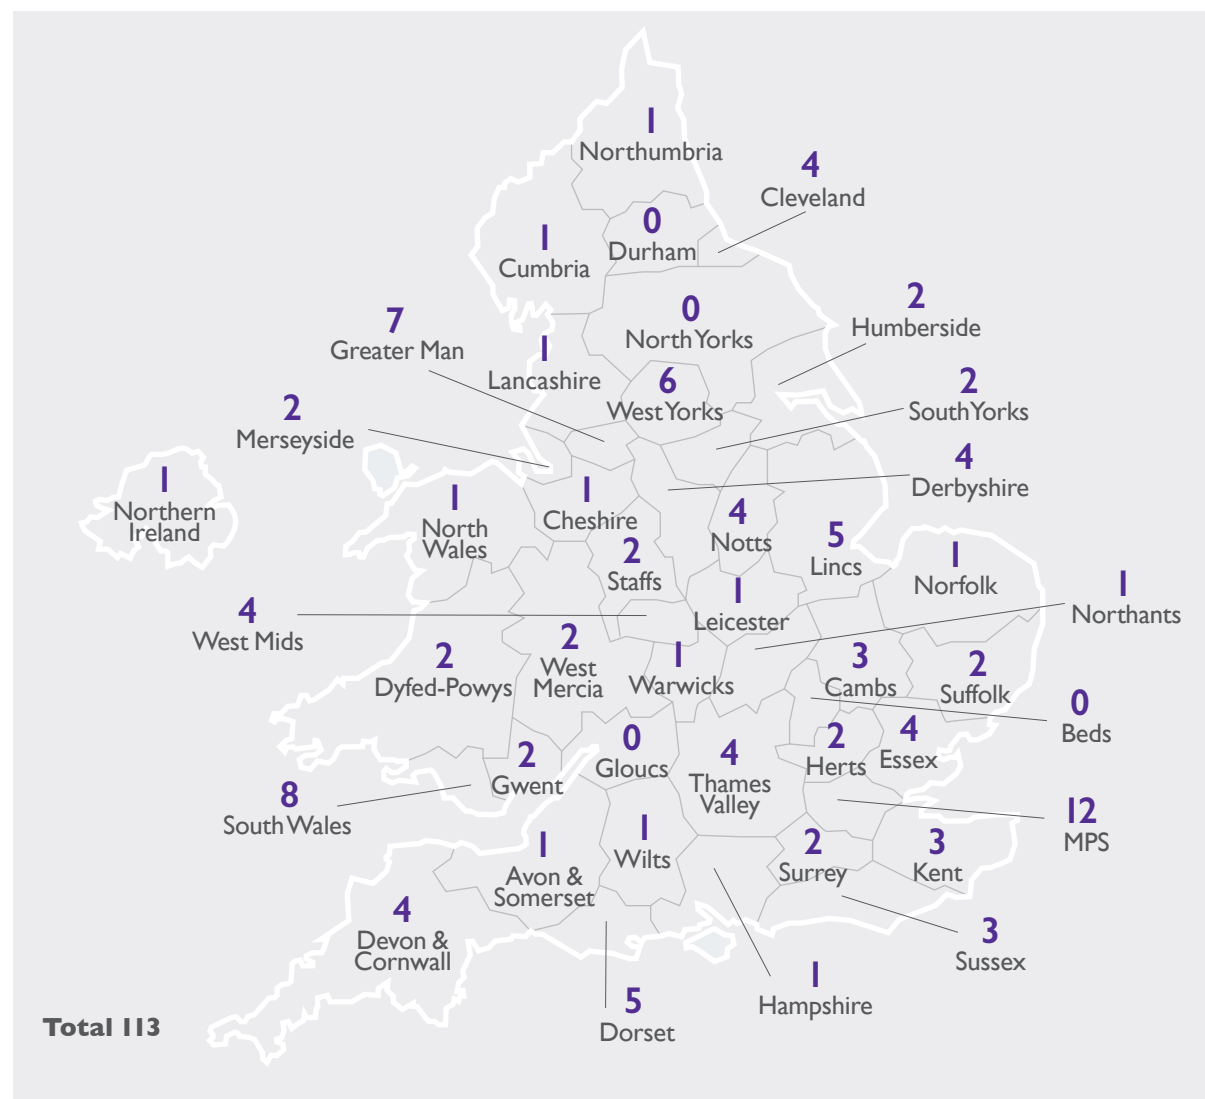 1
Northumbria
4
Cleveland
0
Durham
1
Cumbria
2
Humberside
0
North Yorks
7
Greater Man
1
Lancashire
6
West Yorks
2
South Yorks
2
Merseyside
4
Derbyshire
1
Northern
Ireland
1
North
Wales
1
Cheshire
4
Notts
5
Lincs
2
Staffs
1
Norfolk
1
Northants
1
Leicester
4
West Mids
2
Dyfed-Powys
2
West
Mercia
1
Warwicks
3
Cambs
2
Suffolk
0
Beds
2
Gwent
0
Gloucs
4
Thames
Valley
2
Herts
4
Essex
8
South Wales
12
MPS
1
Avon &
Somerset
1
Wilts
2
Surrey
3
Kent
4
Devon &
Cornwall
3
Sussex
1
Hampshire
5
Dorset
Total 113